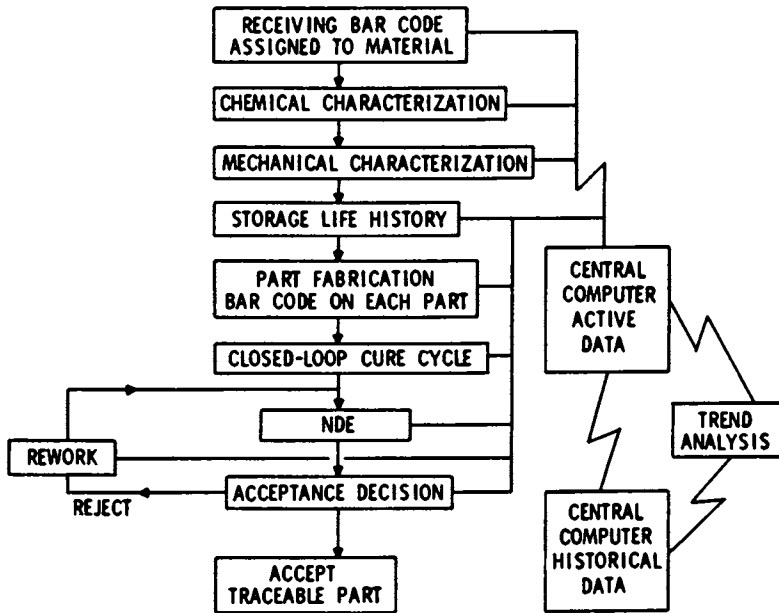 RECEIVING BAR CODE
ASSIGNED TO MATERIAL
CHEMICAL CHARACTERIZATION
MECHANICAL CHARACTERIZATION
STORAGE LIFE HISTORY
PART FABRICATION
BAR CODE ON EACH PART
CLOSED-LOOP CURE CYCLE
NDE
REWORK
REJECT
ACCEPTANCE DECISION
ACCEPT
TRACEABLE PART
CENTRAL
COMPUTER
ACTIVE
DATA
TREND
ANALYSIS
CENTRAL
COMPUTER
HISTORICAL
DATA